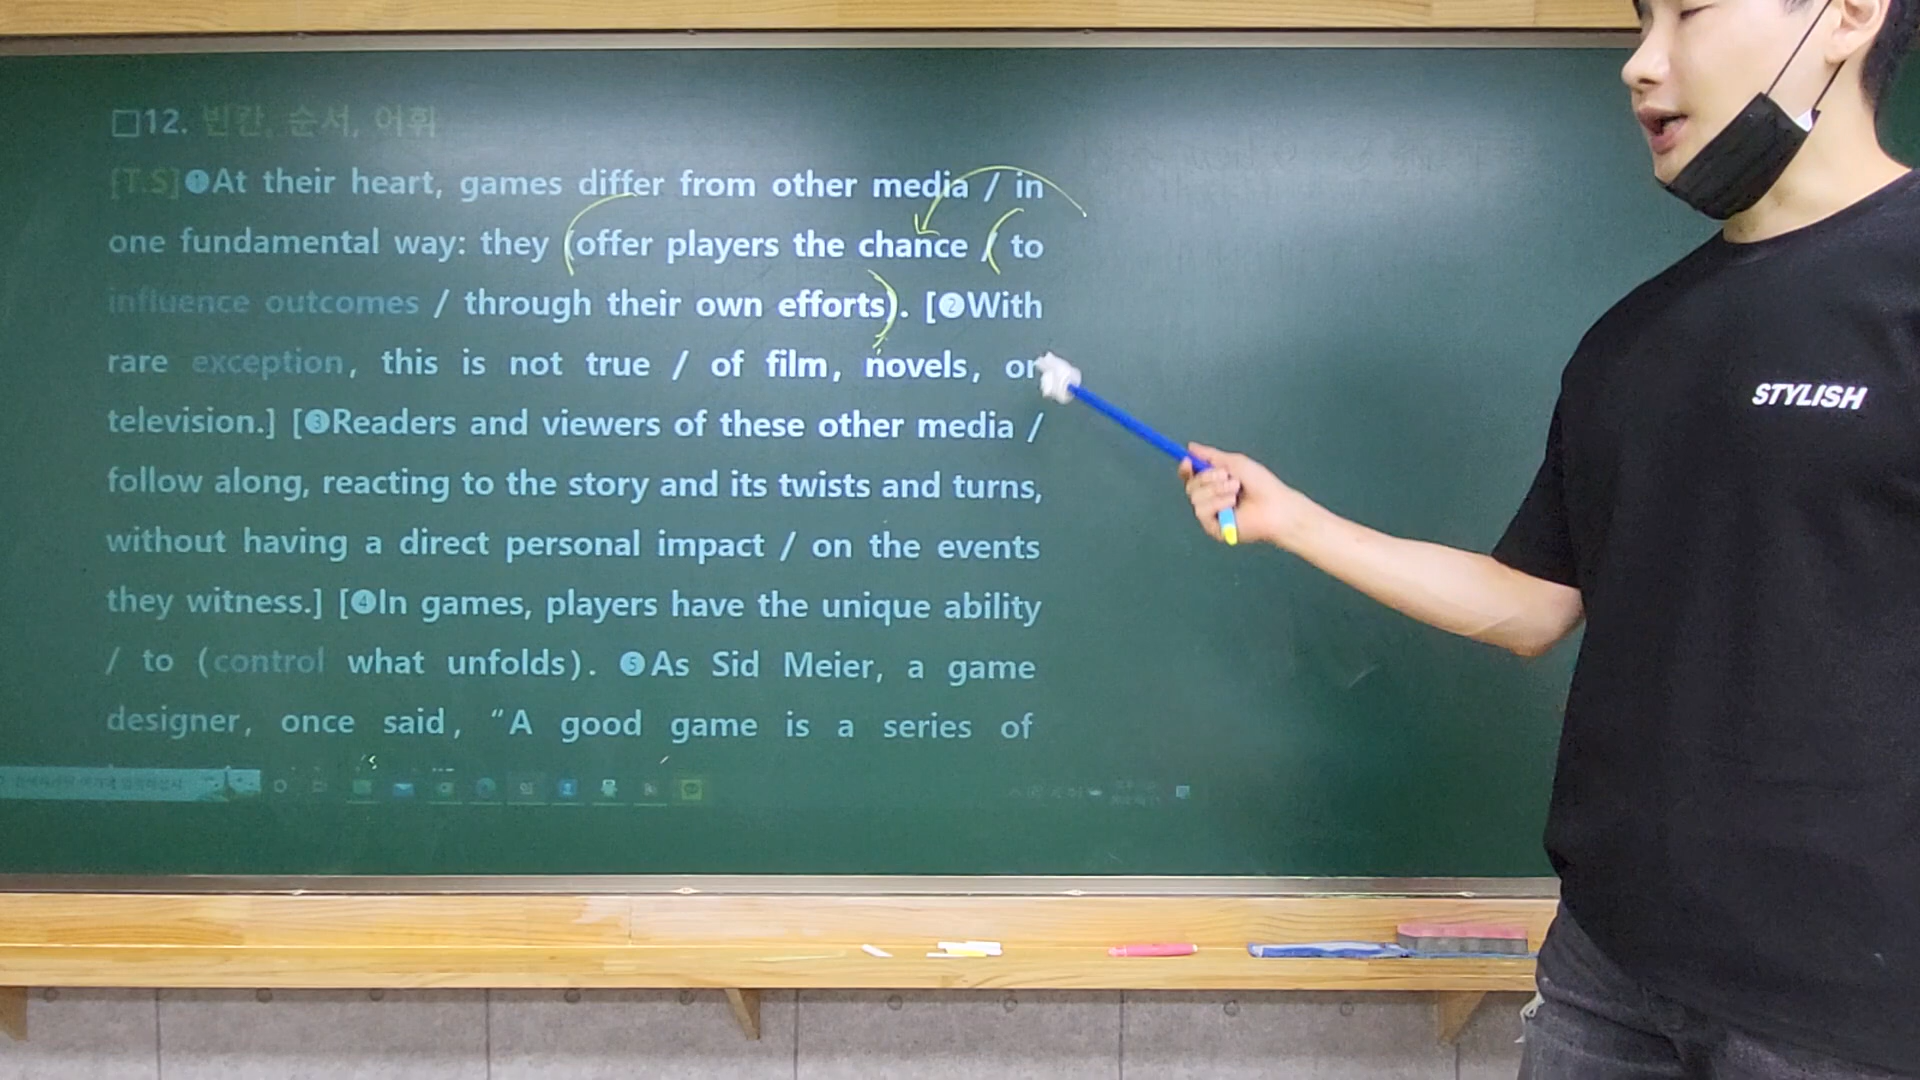 □12. 빈칸, 순서, 어휘
[T.S]❶At their heart, games differ from other media / in
one fundamental way: they (offer players the chance / to
influence outcomes / through their own efforts). [❷With
rare exception, this is not true / of film, novels, or
television.] [❸Readers and viewers of these other media /
follow along, reacting to the story and its twists and turns,
without having a direct personal impact / on the events
they witness.] [❹In games, players have the unique ability
/ to (control what unfolds). ❺As Sid Meier, a game
designer, once said, “A good game is a series of
STYLISH